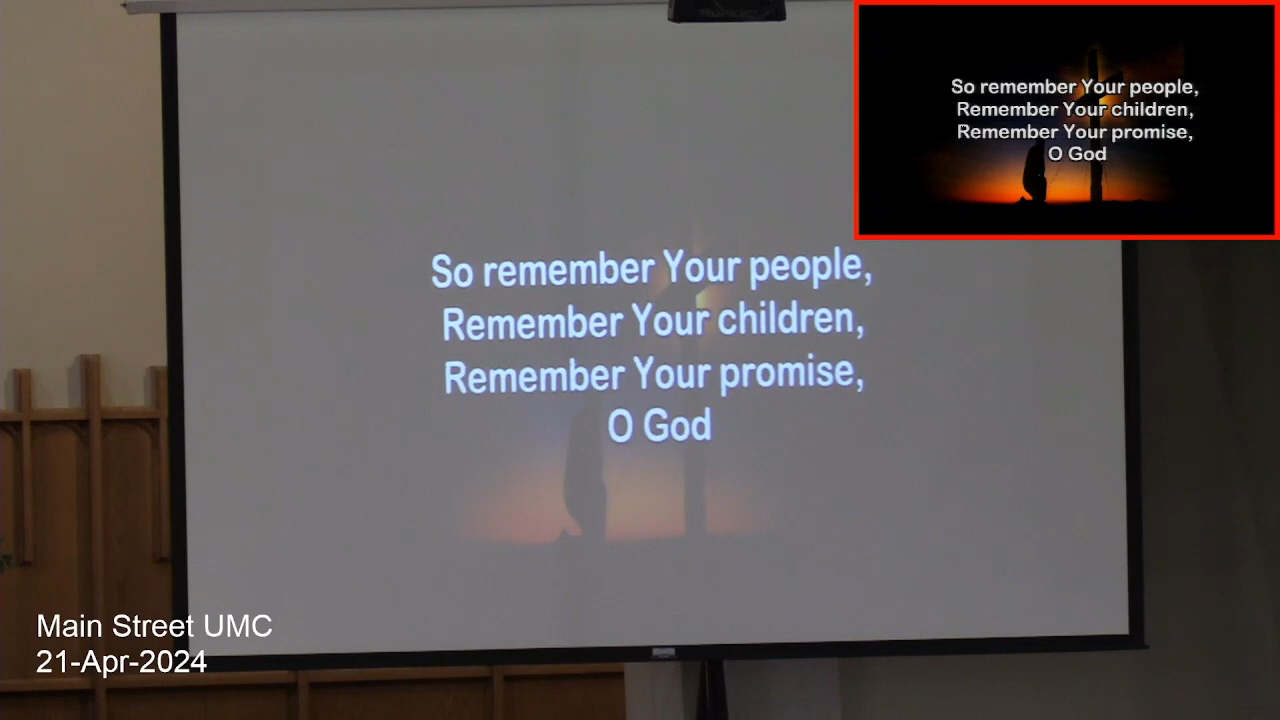 So remember Your people,
Remember Your children,
Remember Your promise,
O God
So remember Your people,
Remember Your children,
Remember Your promise,
O God
Main Street UMC
21-Apr-2024